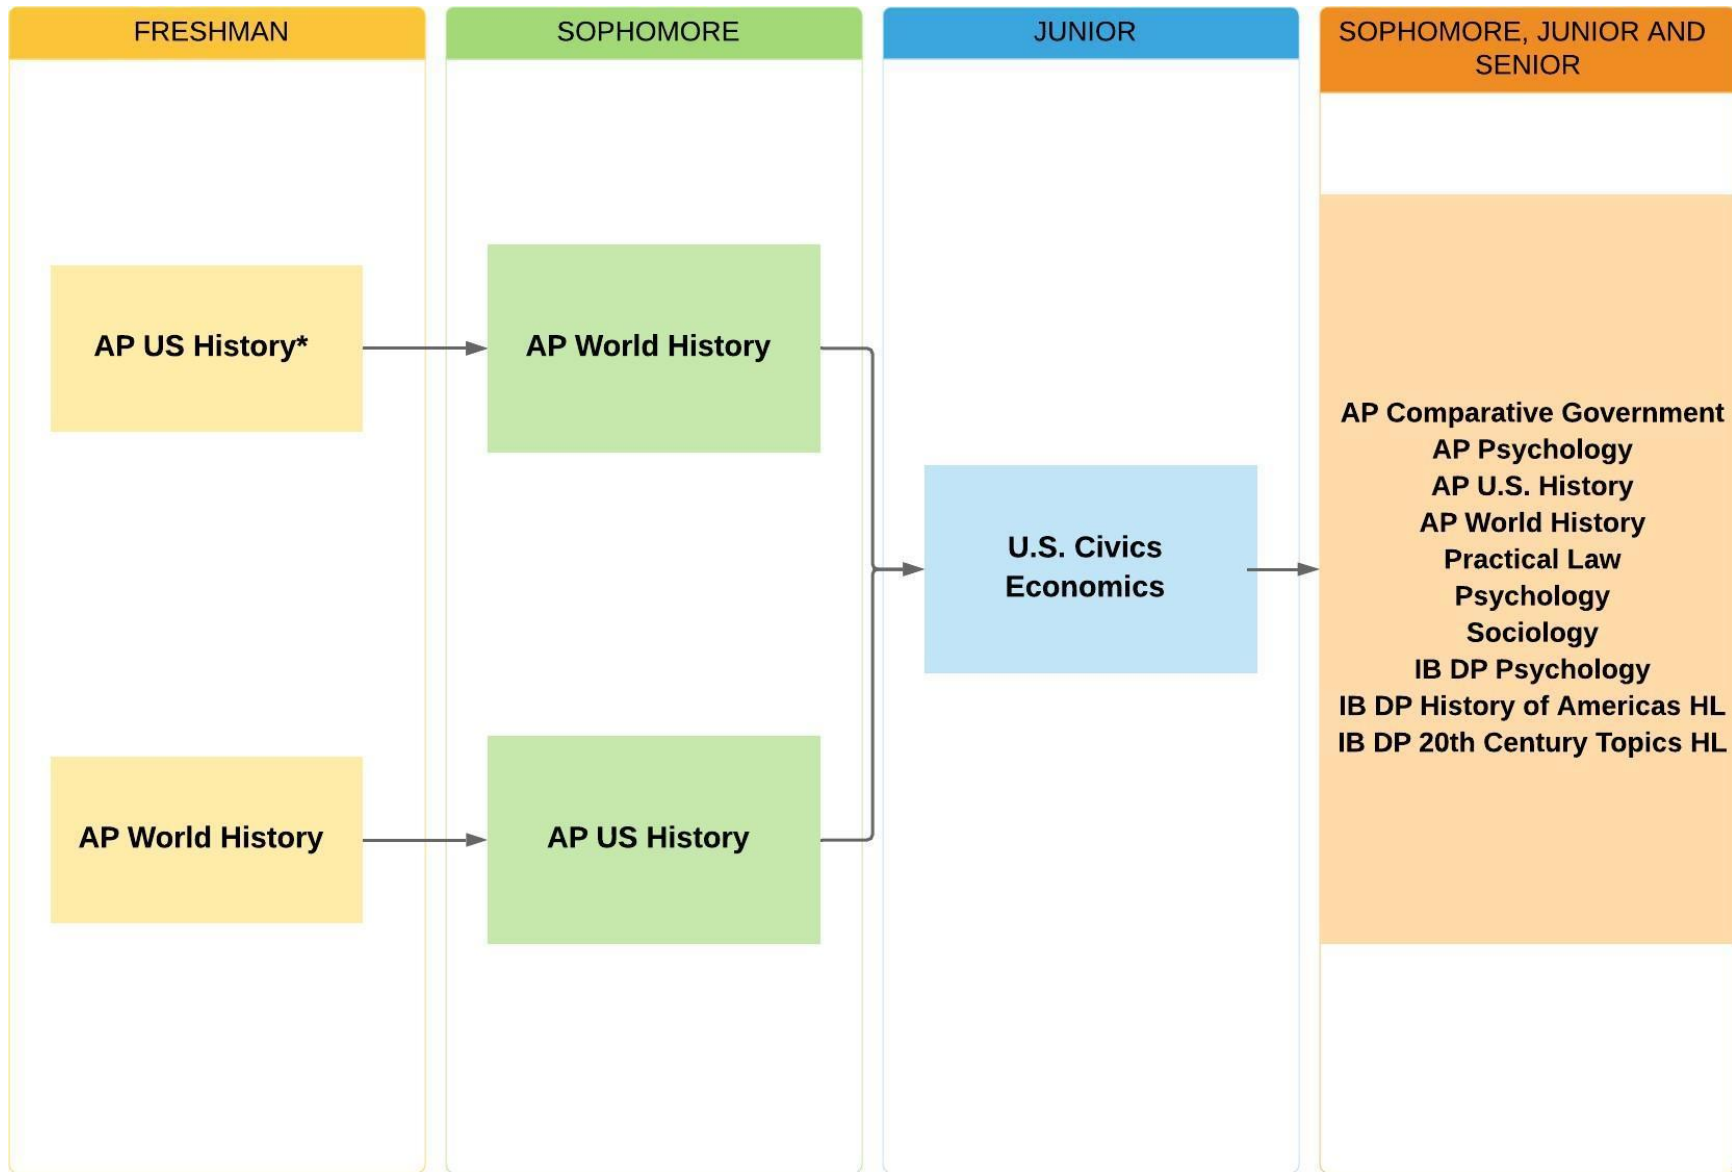 FRESHMAN
SOPHOMORE
JUNIOR
SOPHOMORE, JUNIOR AND
SENIOR
AP US History*
AP World History
AP World History
AP US History
U.S. Civics
Economics
AP Comparative Government
AP Psychology
AP U.S. History
AP World History
Practical Law
Psychology
Sociology
IB DP Psychology
IB DP History of Americas HL
IB DP 20th Century Topics HL